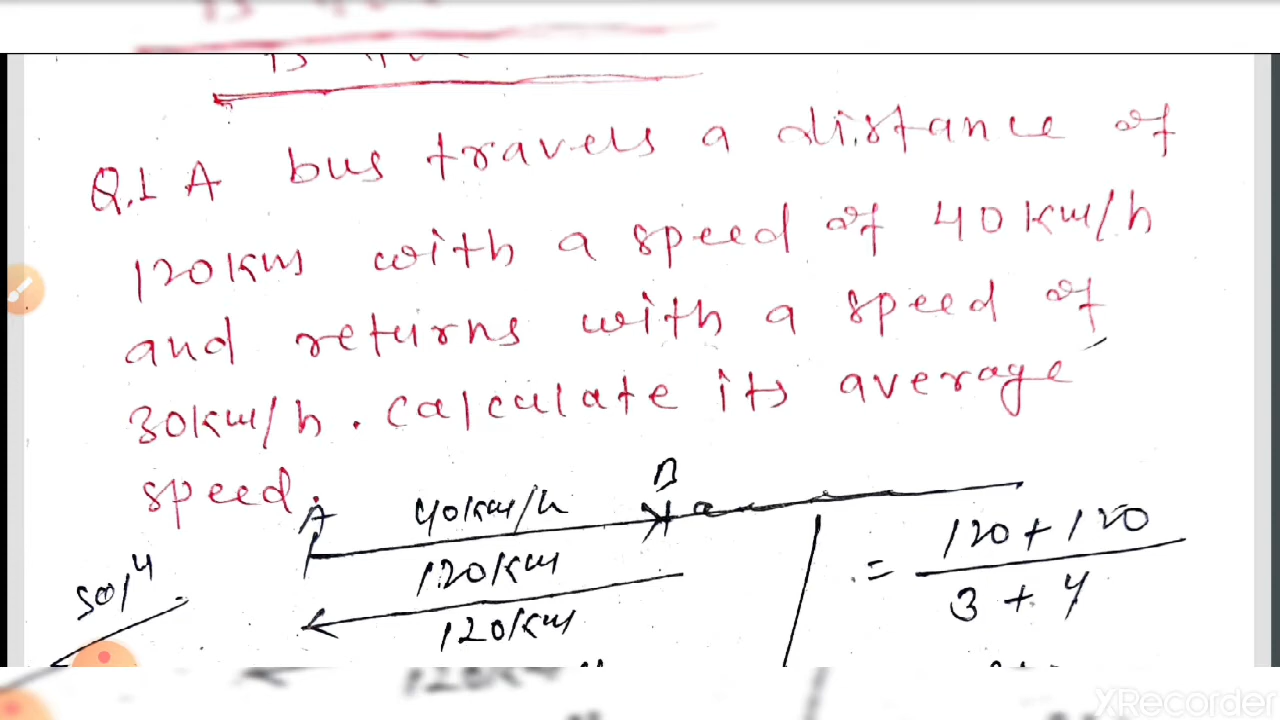 Q.1 A bus travels a distance of
120km with a speed of 40km/h
and returns with a speed of
30km/h. Calculate its average
speed.
A 40km/h B
120km
= 120+120
3 + 4
Sol4
120km
XRecorder